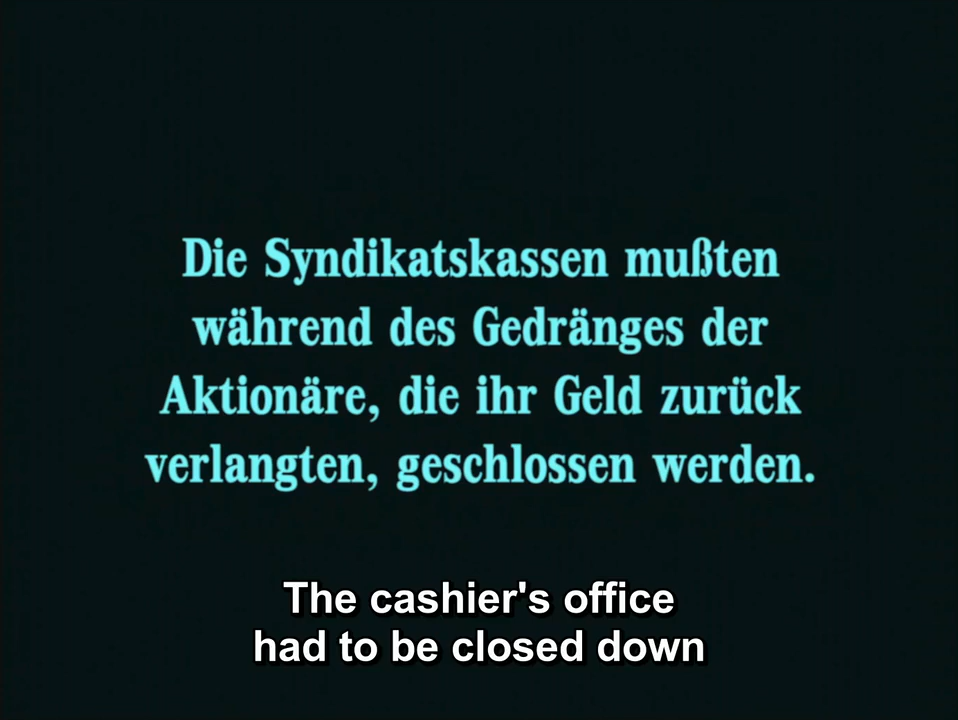 Die Syndikatskassen mußten
während des Gedränges der
Aktionäre, die ihr Geld zurück
verlangten, geschlossen werden.
The cashier's office
had to be closed down